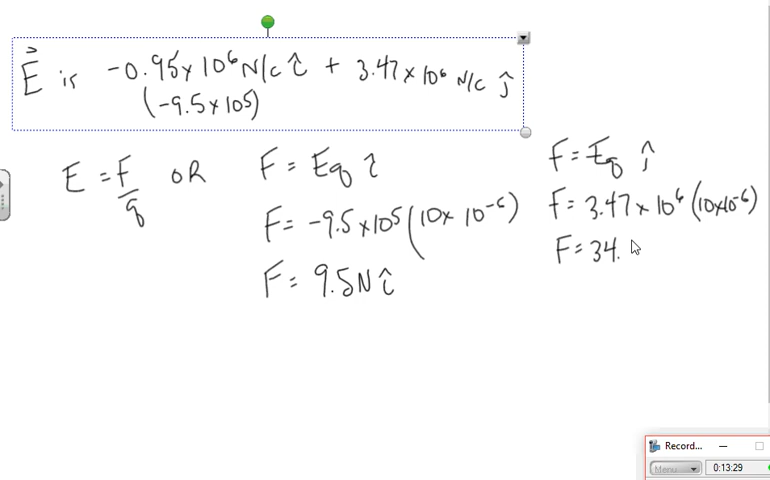 E⃗ is -0.95x10⁶ N/c î + 3.47x10⁶ N/c ĵ
(-9.5x10⁵)
E = F/q OR
F = Eq î
F = -9.5x10⁵(10x10⁻⁶)
F = 9.5N î
F = Eq ĵ
F = 3.47x10⁶(10x10⁻⁶)
F = 34.
Record...
Menu
0:13:29